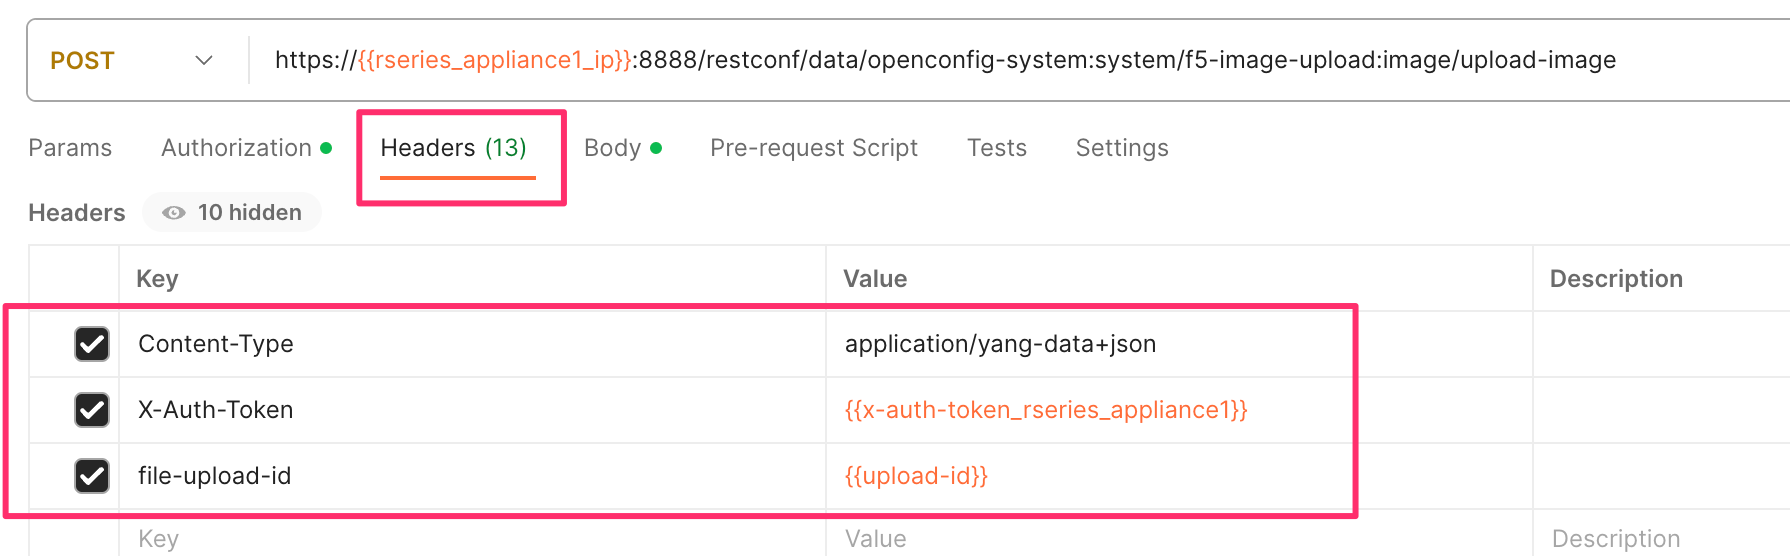 POST https://{{rseries_appliance1_ip}}:8888/restconf/data/openconfig-system:system/f5-image-upload:image/upload-image
Params Authorization Headers (13) Body Pre-request Script Tests Settings
Headers 10 hidden
Key Value Description
Content-Type application/yang-data+json
X-Auth-Token {{x-auth-token_rseries_appliance1}}
file-upload-id {{upload-id}}
Key Value Description